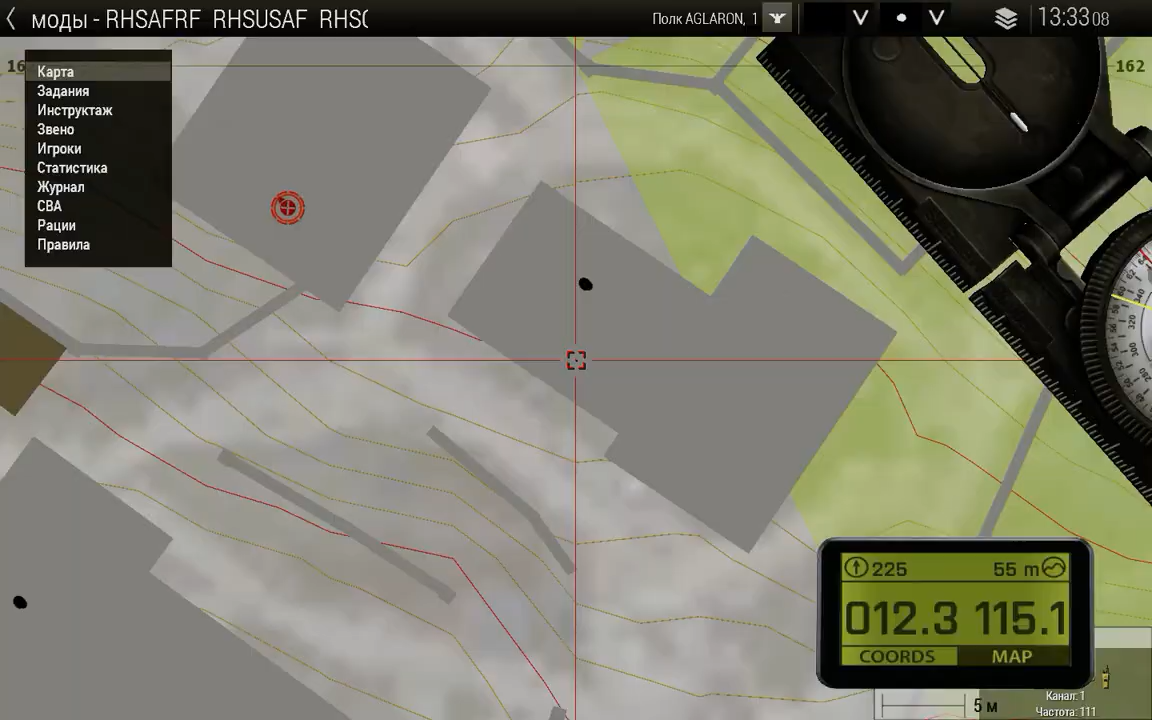 моды - RHSAFRF RHSUSAF RHS
Полк AGLARON, 1
13:33 08
16
162
Карта
Задания
Инструктаж
Звено
Игроки
Статистика
Журнал
СВА
Рации
Правила
225 55 m
012.3 115.1
COORDS MAP
5 м
Канал: 1
Частота: 111